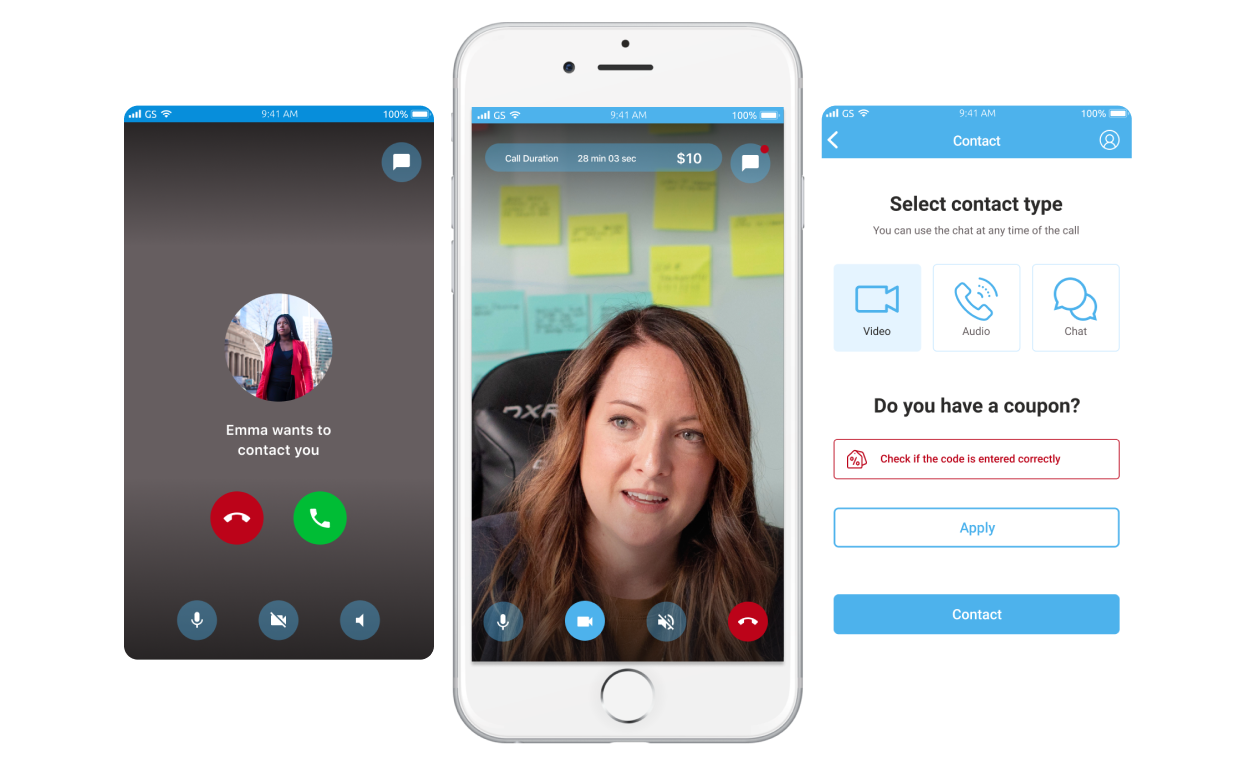 GS
9:41 AM
100%
Emma wants to
contact you
GS
9:41 AM
100%
Call Duration 28 min 03 sec $10
GS
9:41 AM
100%
Contact
Select contact type
You can use the chat at any time of the call
Video
Audio
Chat
Do you have a coupon?
% Check if the code is entered correctly
Apply
Contact